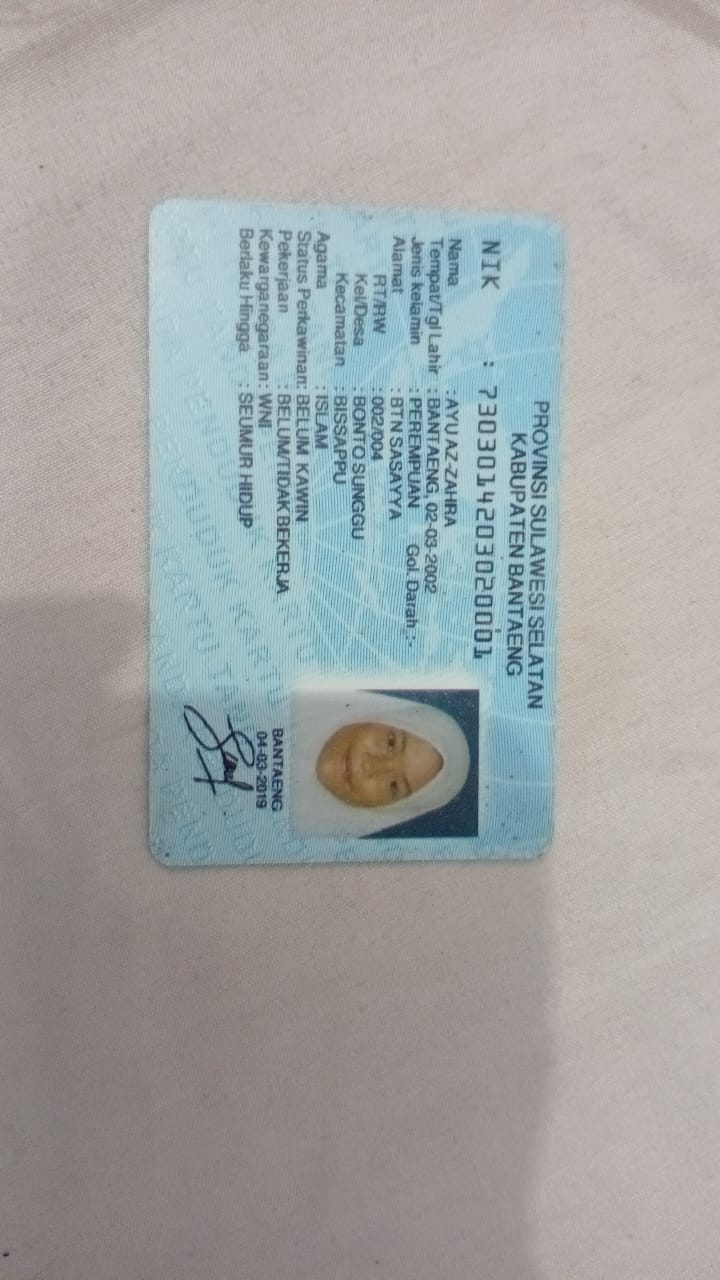 PROVINSI SULAWESI SELATAN
KABUPATEN BANTAENG
NIK : 7303014203020001
Nama : AYU AZ-ZAHRA
Tempat/Tgl Lahir : BANTAENG, 02-03-2002
Jenis kelamin : PEREMPUAN Gol. Darah : -
Alamat : BTN SASAYYA
RT/RW : 002/004
Kel/Desa : BONTO SUNGGU
Kecamatan : BISSAPPU
Agama : ISLAM
Status Perkawinan: BELUM KAWIN
Pekerjaan : BELUM/TIDAK BEKERJA
Kewarganegaraan : WNI
Berlaku Hingga : SEUMUR HIDUP
BANTAENG
04-03-2019